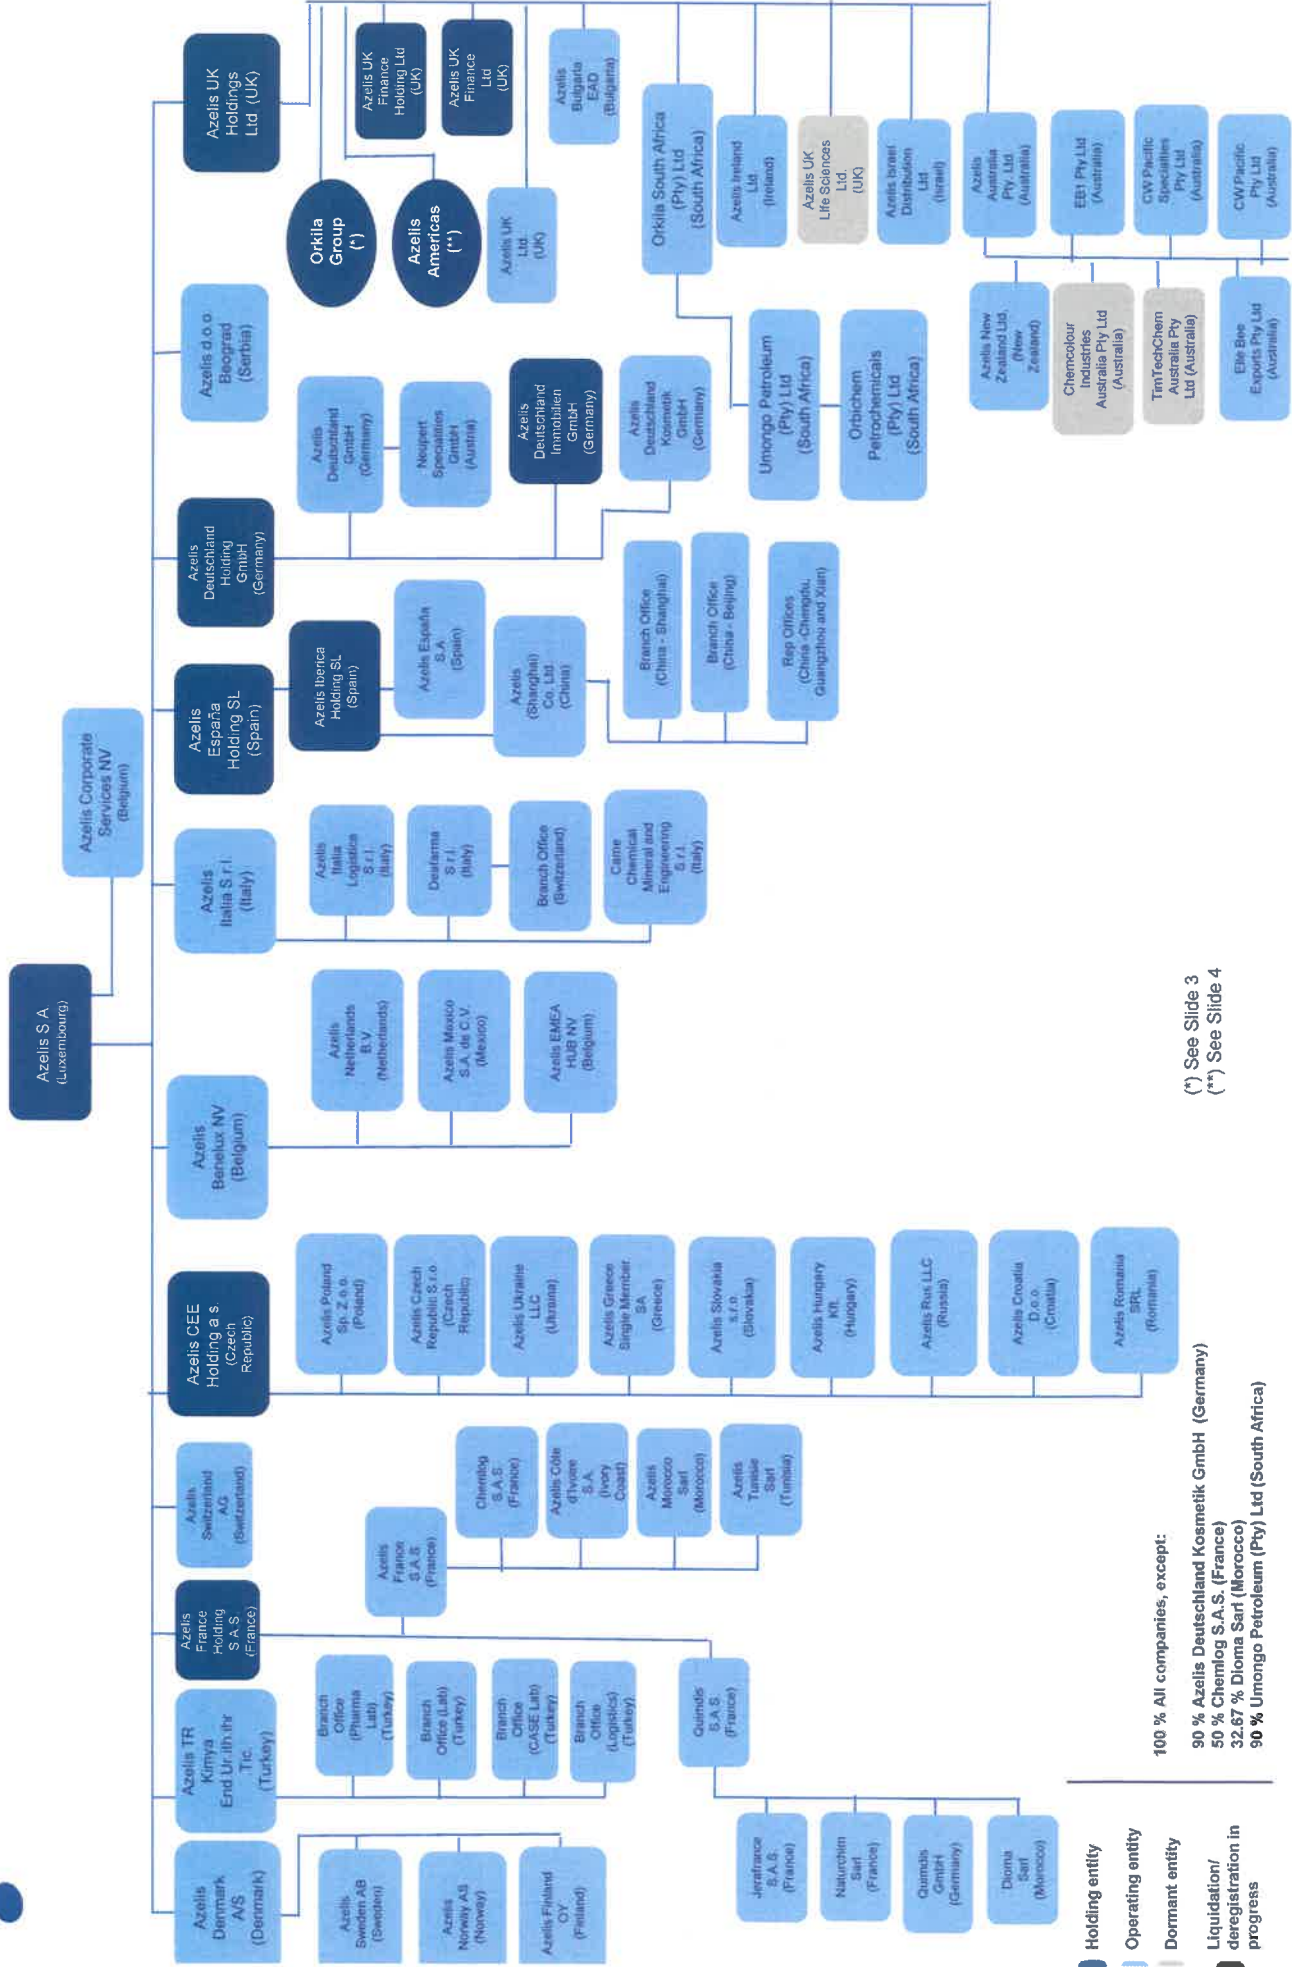 Azelis S A
(Luxembourg)
Azelis Corporate
Services NV
(Belgium)
Azelis
Denmark
A/S
(Denmark)
Azelis
Sweden AB
(Sweden)
Azelis
Norway AS
(Norway)
Azelis Finland
OY
(Finland)
Azelis TR
Kimya
End.Ur.ith.ihr
Tic.
(Turkey)
Branch
Office
(Pharma
Lab)
(Turkey)
Branch
Office (Lab)
(Turkey)
Branch
Office
(CASE Lab)
(Turkey)
Branch
Office
(Logistics)
(Turkey)
Azelis
France
Holding
S.A.S.
(France)
Azelis
France
S.A.S.
(France)
Chemlog
S.A.S.
(France)
Azelis Côte
d'Ivoire
S.A.
(Ivory
Coast)
Azelis
Morocco
Sarl
(Morocco)
Azelis
Tunisie
Sarl
(Tunisia)
Quimdis
S.A.S.
(France)
Jerafrance
S.A.S.
(France)
Naturchim
Sarl
(France)
Quimdis
GmbH
(Germany)
Dioma
Sarl
(Morocco)
Azelis
Switzerland
AG
(Switzerland)
Azelis CEE
Holding a s.
(Czech
Republic)
Azelis Poland
Sp. Z.o.o.
(Poland)
Azelis Czech
Republic S.r.o
(Czech
Republic)
Azelis Ukraine
LLC
(Ukraina)
Azelis Greece
Single Member
SA
(Greece)
Azelis Slovakia
s.r.o.
(Slovakia)
Azelis Hungary
Kft.
(Hungary)
Azelis Rus LLC
(Russia)
Azelis Croatia
D.o.o.
(Croatia)
Azelis Romania
SRL
(Romania)
Azelis
Benelux NV
(Belgium)
Azelis
Netherlands
B.V.
(Netherlands)
Azelis Mexico
S.A. de C.V.
(Mexico)
Azelis EMEA
HUB NV
(Belgium)
Azelis
Italia S r.l.
(Italy)
Azelis
Italia
Logistica
S r.l.
(Italy)
Deafarma
S r.l.
(Italy)
Branch Office
(Switzerland)
Came
Chemical
Mineral and
Engineering
S.r.l.
(Italy)
Azelis
España
Holding SL
(Spain)
Azelis Iberica
Holding SL
(Spain)
Azelis España
S.A
(Spain)
Azelis
(Shanghai)
Co. Ltd.
(China)
Branch Office
(China - Shanghai)
Branch Office
(China - Beijing)
Rep Offices
(China -Chengdu,
Guangzhou and Xian)
Azelis
Deutschland
Holding
GmbH
(Germany)
Azelis
Deutschland
GmbH
(Germany)
Neupert
Specialties
GmbH
(Austria)
Azelis
Deutschland
Immobilien
GmbH
(Germany)
Azelis
Deutschland
Kosmetik
GmbH
(Germany)
Azelis d.o.o.
Beograd
(Serbia)
Azelis UK
Holdings
Ltd. (UK)
Orkila
Group
(*)
Azelis
Americas
(**)
Azelis UK
Finance
Holding Ltd
(UK)
Azelis UK
Finance
Ltd
(UK)
Azelis UK
Ltd.
(UK)
Azelis
Bulgaria
EAD
(Bulgaria)
Orkila South Africa
(Pty) Ltd
(South Africa)
Umongo Petroleum
(Pty) Ltd
(South Africa)
Orbichem
Petrochemicals
(Pty) Ltd
(South Africa)
Azelis Ireland
Ltd.
(Ireland)
Azelis UK
Life Sciences
Ltd.
(UK)
Azelis Israel
Distribution
Ltd
(Israel)
Azelis
Australia
Pty. Ltd
(Australia)
EB1 Pty Ltd
(Australia)
CW Pacific
Specialties
Pty Ltd
(Australia)
CW Pacific
Pty Ltd
(Australia)
Azelis New
Zealand Ltd.
(New
Zealand)
Chemcolour
Industries
Australia Pty Ltd
(Australia)
TimTechChem
Australia Pty
Ltd (Australia)
Elle Bee
Exports Pty Ltd
(Australia)
(*) See Slide 3
(**) See Slide 4
Holding entity
Operating entity
Dormant entity
Liquidation/
deregistration in
progress
100 % All companies, except:
90 % Azelis Deutschland Kosmetik GmbH (Germany)
50 % Chemlog S.A.S. (France)
32.67 % Dioma Sarl (Morocco)
90 % Umongo Petroleum (Pty) Ltd (South Africa)